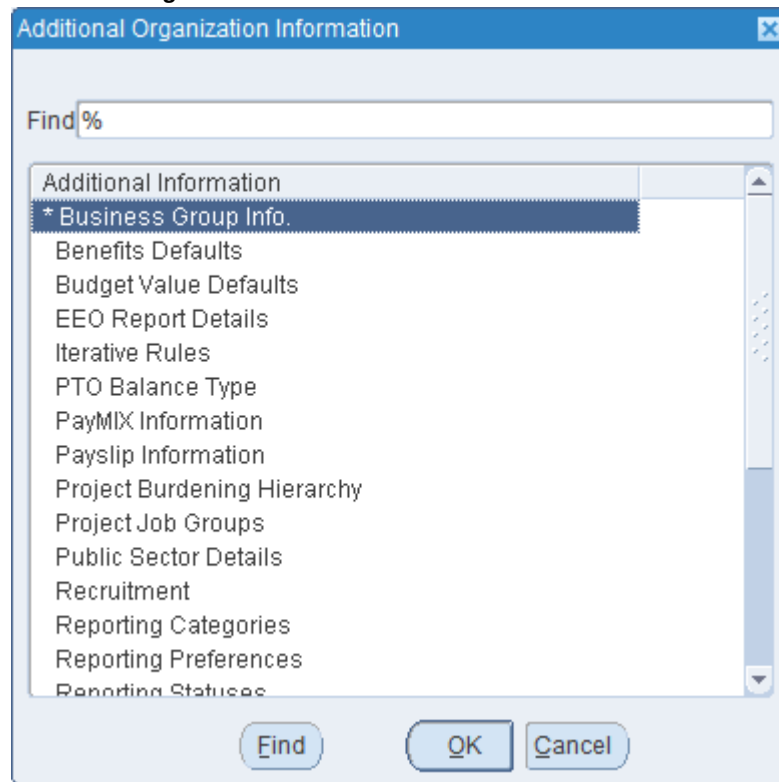 Additional Organization Information
Find %
Additional Information
* Business Group Info.
Benefits Defaults
Budget Value Defaults
EEO Report Details
Iterative Rules
PTO Balance Type
PayMIX Information
Payslip Information
Project Burdening Hierarchy
Project Job Groups
Public Sector Details
Recruitment
Reporting Categories
Reporting Preferences
Reporting Statuses
Find OK Cancel